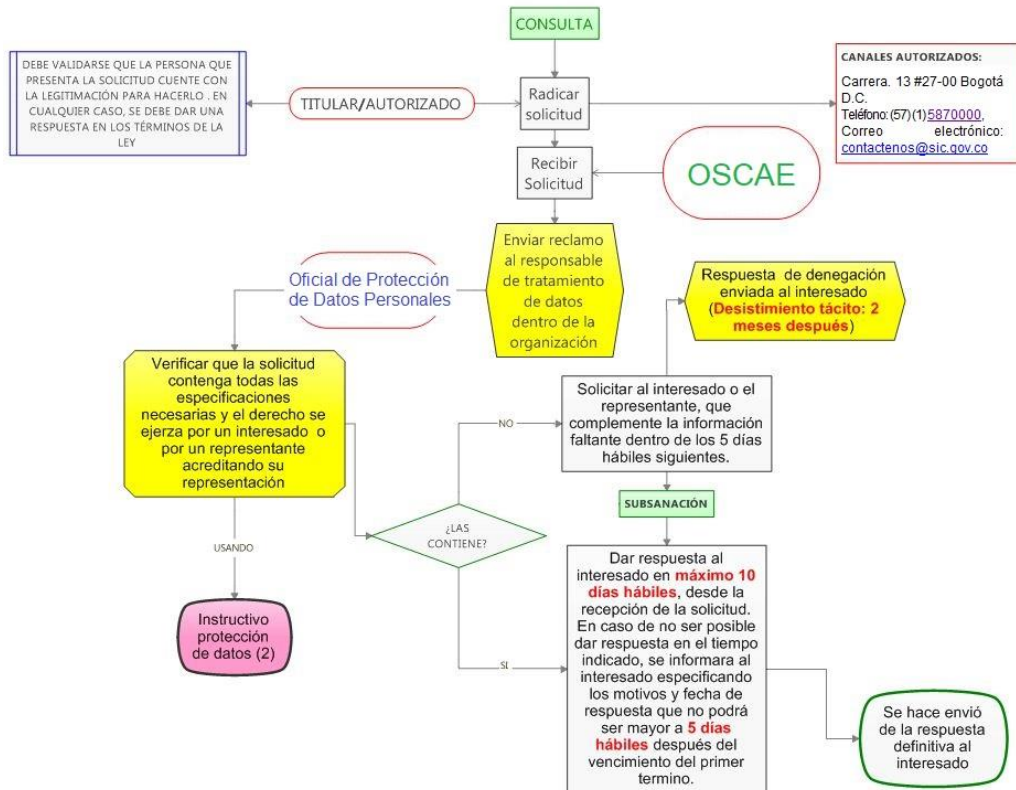 CONSULTA
DEBE VALIDARSE QUE LA PERSONA QUE
PRESENTA LA SOLICITUD CUENTE CON
LA LEGITIMACIÓN PARA HACERLO . EN
CUALQUIER CASO, SE DEBE DAR UNA
RESPUESTA EN LOS TÉRMINOS DE LA
LEY
TITULAR/AUTORIZADO
Radicar
solicitud
CANALES AUTORIZADOS:
Carrera. 13 #27-00 Bogotá
D.C.
Teléfono: (57)(1)5870000,
Correo electrónico:
contactenos@sic.gov.co
Recibir
Solicitud
OSCAE
Enviar reclamo
al responsable
de tratamiento
de datos
dentro de la
organización
Oficial de Protección
de Datos Personales
Respuesta de denegación
enviada al interesado
(Desistimiento tácito: 2
meses después)
Verificar que la solicitud
contenga todas las
especificaciones
necesarias y el derecho se
ejerza por un interesado o
por un representante
acreditando su
representación
Solicitar al interesado o el
representante, que
complemente la información
faltante dentro de los 5 días
hábiles siguientes.
NO
SUBSANACIÓN
¿LAS
CONTIENE?
USANDO
Instructivo
protección
de datos (2)
SI
Dar respuesta al
interesado en máximo 10
días hábiles, desde la
recepción de la solicitud.
En caso de no ser posible
dar respuesta en el tiempo
indicado, se informara al
interesado especificando
los motivos y fecha de
respuesta que no podrá
ser mayor a 5 días
hábiles después del
vencimiento del primer
termino.
Se hace envió
de la respuesta
definitiva al
interesado